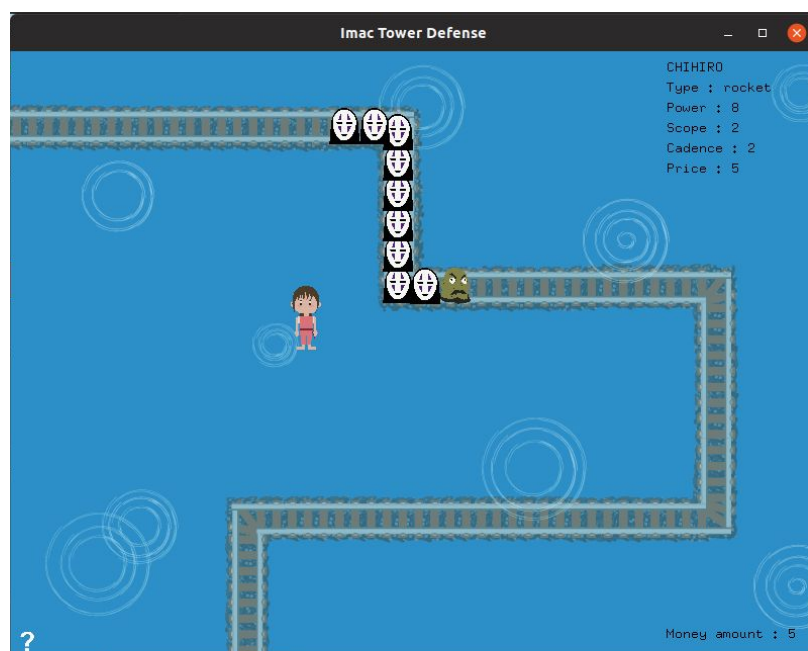 Imac Tower Defense
CHIHIRO
Type : rocket
Power : 8
Scope : 2
Cadence : 2
Price : 5
?
Money amount : 5